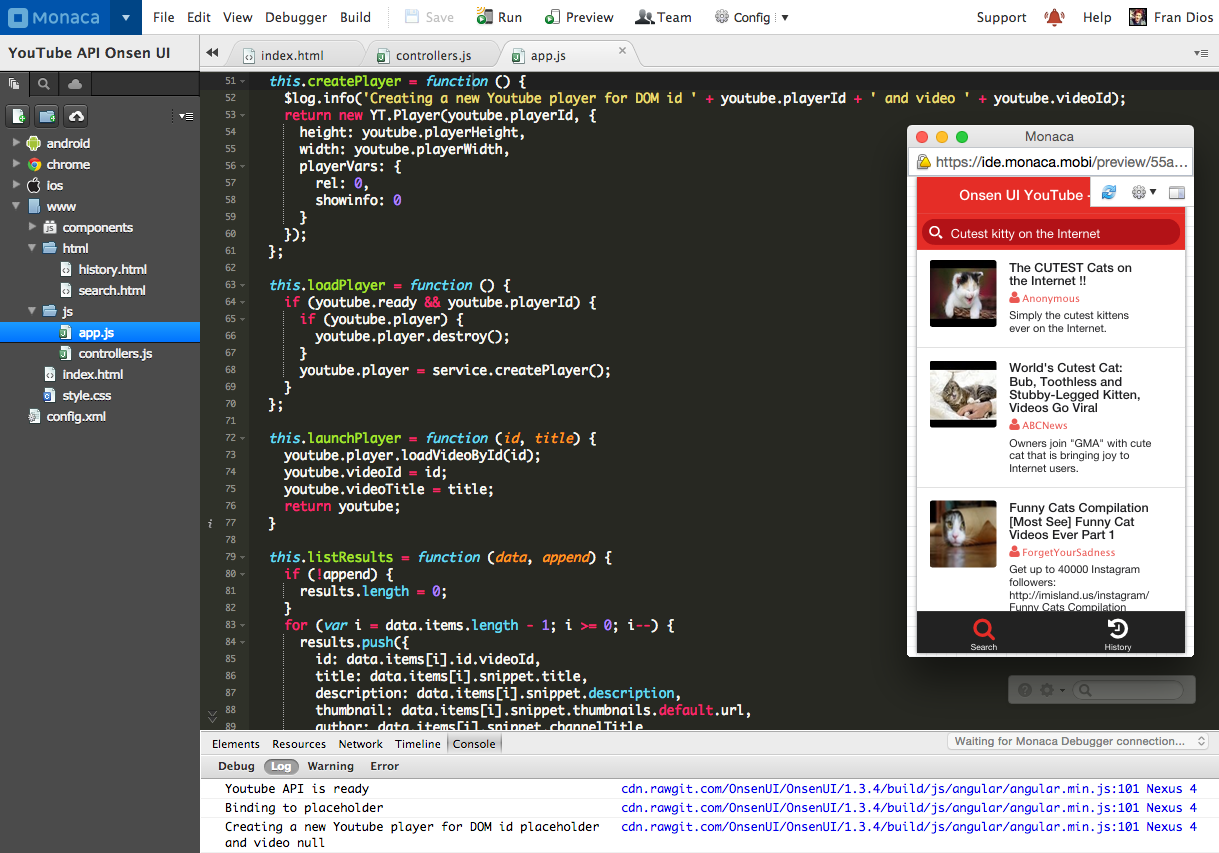 Monaca
File Edit View Debugger Build Save Run Preview Team Config Support Help Fran Dios
YouTube API Onsen UI
index.html controllers.js app.js
android
chrome
ios
www
components
html
history.html
search.html
js
app.js
controllers.js
index.html
style.css
config.xml
51 this.createPlayer = function () {
52 $log.info('Creating a new Youtube player for DOM id ' + youtube.playerId + ' and video ' + youtube.videoId);
53 return new YT.Player(youtube.playerId, {
54 height: youtube.playerHeight,
55 width: youtube.playerWidth,
56 playerVars: {
57 rel: 0,
58 showinfo: 0
59 }
60 });
61 };
62
63 this.loadPlayer = function () {
64 if (youtube.ready && youtube.playerId) {
65 if (youtube.player) {
66 youtube.player.destroy();
67 }
68 youtube.player = service.createPlayer();
69 }
70 };
71
72 this.launchPlayer = function (id, title) {
73 youtube.player.loadVideoById(id);
74 youtube.videoId = id;
75 youtube.videoTitle = title;
76 return youtube;
i 77 }
78
79 this.listResults = function (data, append) {
80 if (!append) {
81 results.length = 0;
82 }
83 for (var i = data.items.length - 1; i >= 0; i--) {
84 results.push({
85 id: data.items[i].id.videoId,
86 title: data.items[i].snippet.title,
87 description: data.items[i].snippet.description,
88 thumbnail: data.items[i].snippet.thumbnails.default.url,
89 author: data.items[i].snippet.channelTitle
Monaca
https://ide.monaca.mobi/preview/55a...
Onsen UI YouTube -
Cutest kitty on the Internet
The CUTEST Cats on
the Internet !!
Anonymous
Simply the cutest kittens
ever on the Internet.
World's Cutest Cat:
Bub, Toothless and
Stubby-Legged Kitten,
Videos Go Viral
ABCNews
Owners join "GMA" with cute
cat that is bringing joy to
Internet users.
Funny Cats Compilation
[Most See] Funny Cat
Videos Ever Part 1
ForgetYourSadness
Get up to 40000 Instagram
followers:
http://imisland.us/instagram/
Funny Cats Compilation
Search History
Elements Resources Network Timeline Console
Waiting for Monaca Debugger connection...
Debug Log Warning Error
Youtube API is ready cdn.rawgit.com/OnsenUI/OnsenUI/1.3.4/build/js/angular/angular.min.js:101 Nexus 4
Binding to placeholder cdn.rawgit.com/OnsenUI/OnsenUI/1.3.4/build/js/angular/angular.min.js:101 Nexus 4
Creating a new Youtube player for DOM id placeholder cdn.rawgit.com/OnsenUI/OnsenUI/1.3.4/build/js/angular/angular.min.js:101 Nexus 4
and video null